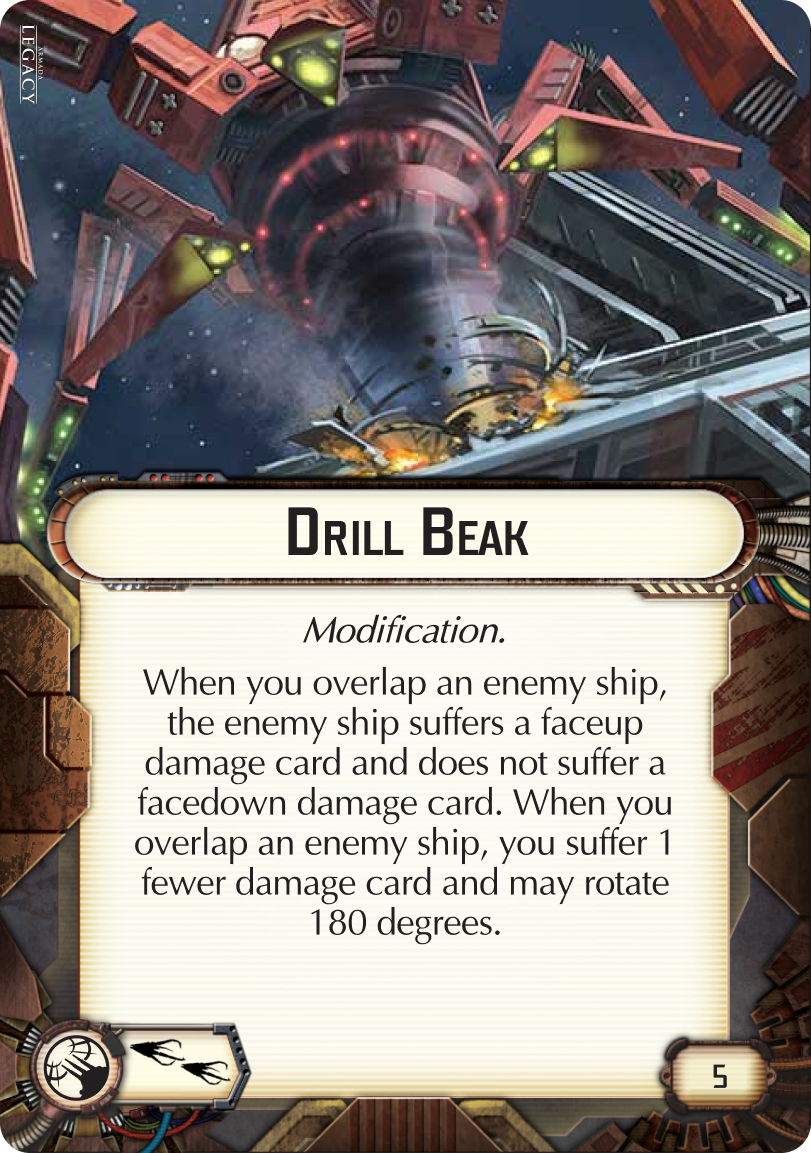 ARMADA
LEGACY
DRILL BEAK
Modification.
When you overlap an enemy ship,
the enemy ship suffers a faceup
damage card and does not suffer a
facedown damage card. When you
overlap an enemy ship, you suffer 1
fewer damage card and may rotate
180 degrees.
5